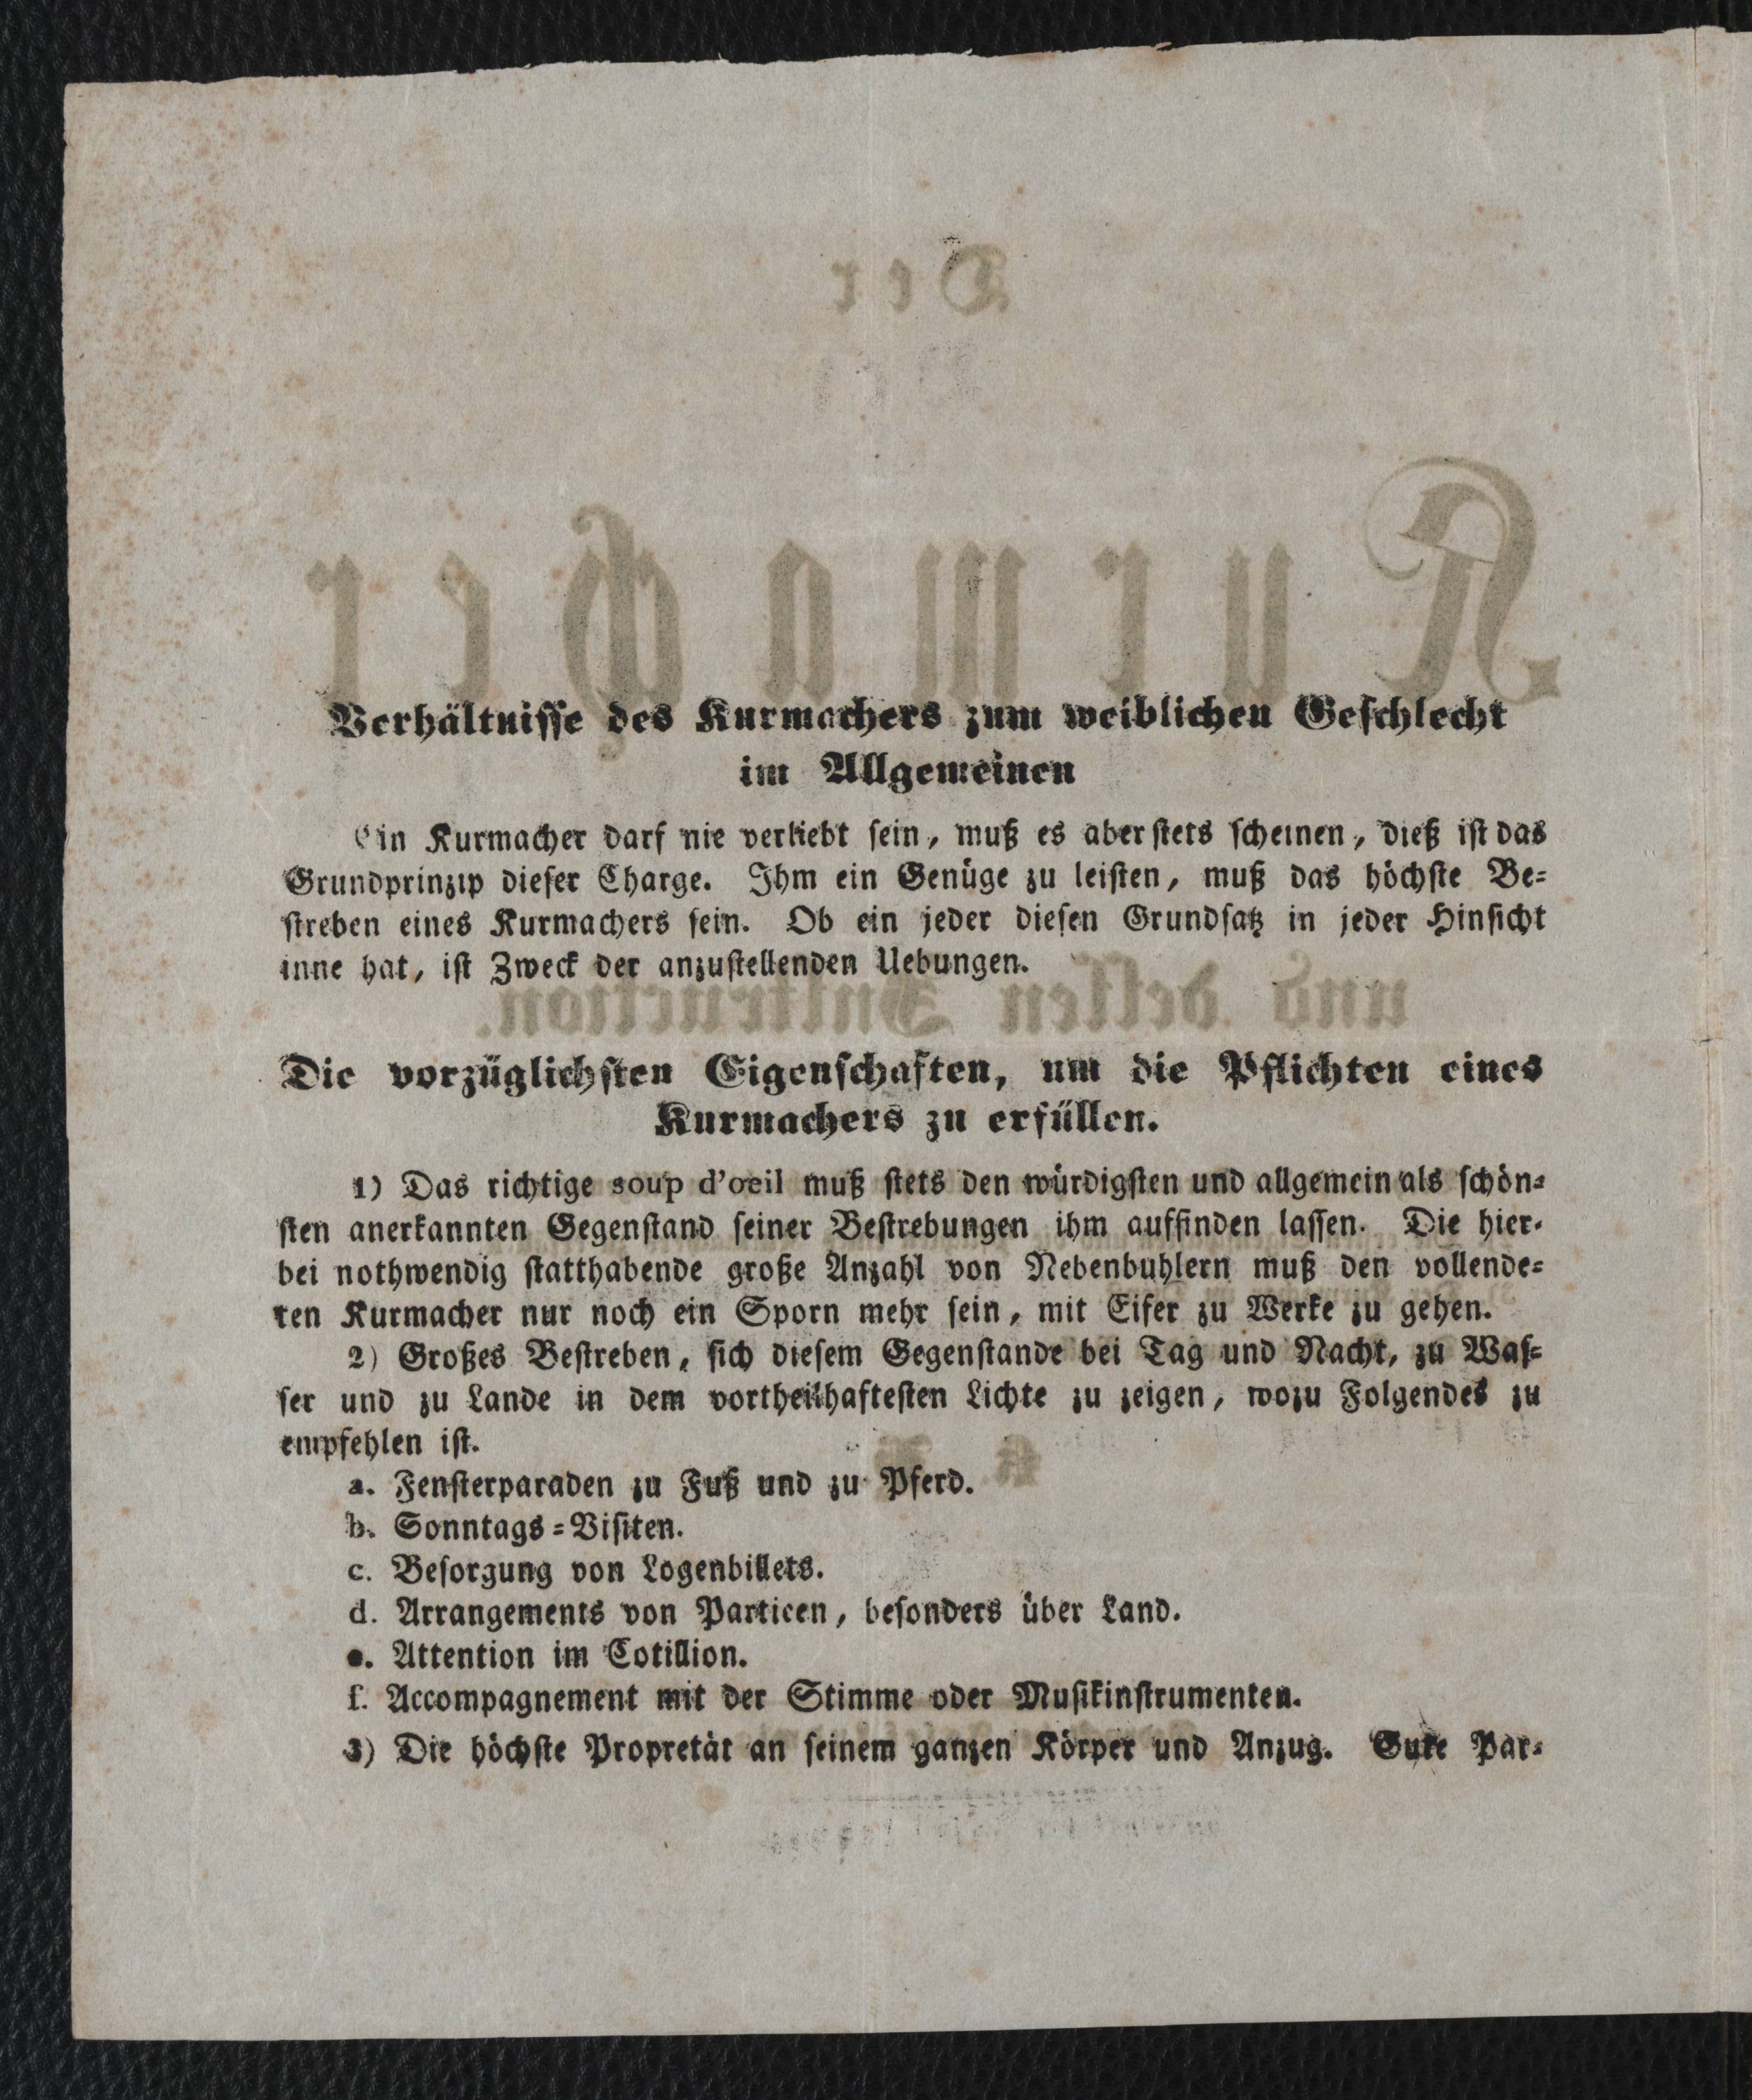 Verhältnisse des Kurmachers zum weiblichen Geschlecht
im Allgemeinen
Ein Kurmacher darf nie verliebt sein, muß es aber stets scheinen, dieß ist das
Grundprinzip dieser Charge. Ihm ein Genüge zu leisten, muß das höchste Be-
streben eines Kurmachers sein. Ob ein jeder diesen Grundsatz in jeder Hinsicht
inne hat, ist Zweck der anzustellenden Uebungen.
Die vorzüglichsten Eigenschaften, um die Pflichten eines
Kurmachers zu erfüllen.
1) Das richtige soup d'oeil muß stets den würdigsten und allgemein als schön-
sten anerkannten Gegenstand seiner Bestrebungen ihm auffinden lassen. Die hier-
bei nothwendig statthabende große Anzahl von Nebenbuhlern muß den vollende-
ten Kurmacher nur noch ein Sporn mehr sein, mit Eifer zu Werke zu gehen.
2) Großes Bestreben, sich diesem Gegenstande bei Tag und Nacht, zu Was-
ser und zu Lande in dem vortheilhaftesten Lichte zu zeigen, wozu Folgendes zu
empfehlen ist.
a. Fensterparaden zu Fuß und zu Pferd.
b. Sonntags-Visiten.
c. Besorgung von Logenbillets.
d. Arrangements von Particen, besonders über Land.
e. Attention im Cotillion.
f. Accompagnement mit der Stimme oder Musikinstrumenten.
3) Die höchste Propretät an seinem ganzen Körper und Anzug. Gute Par-